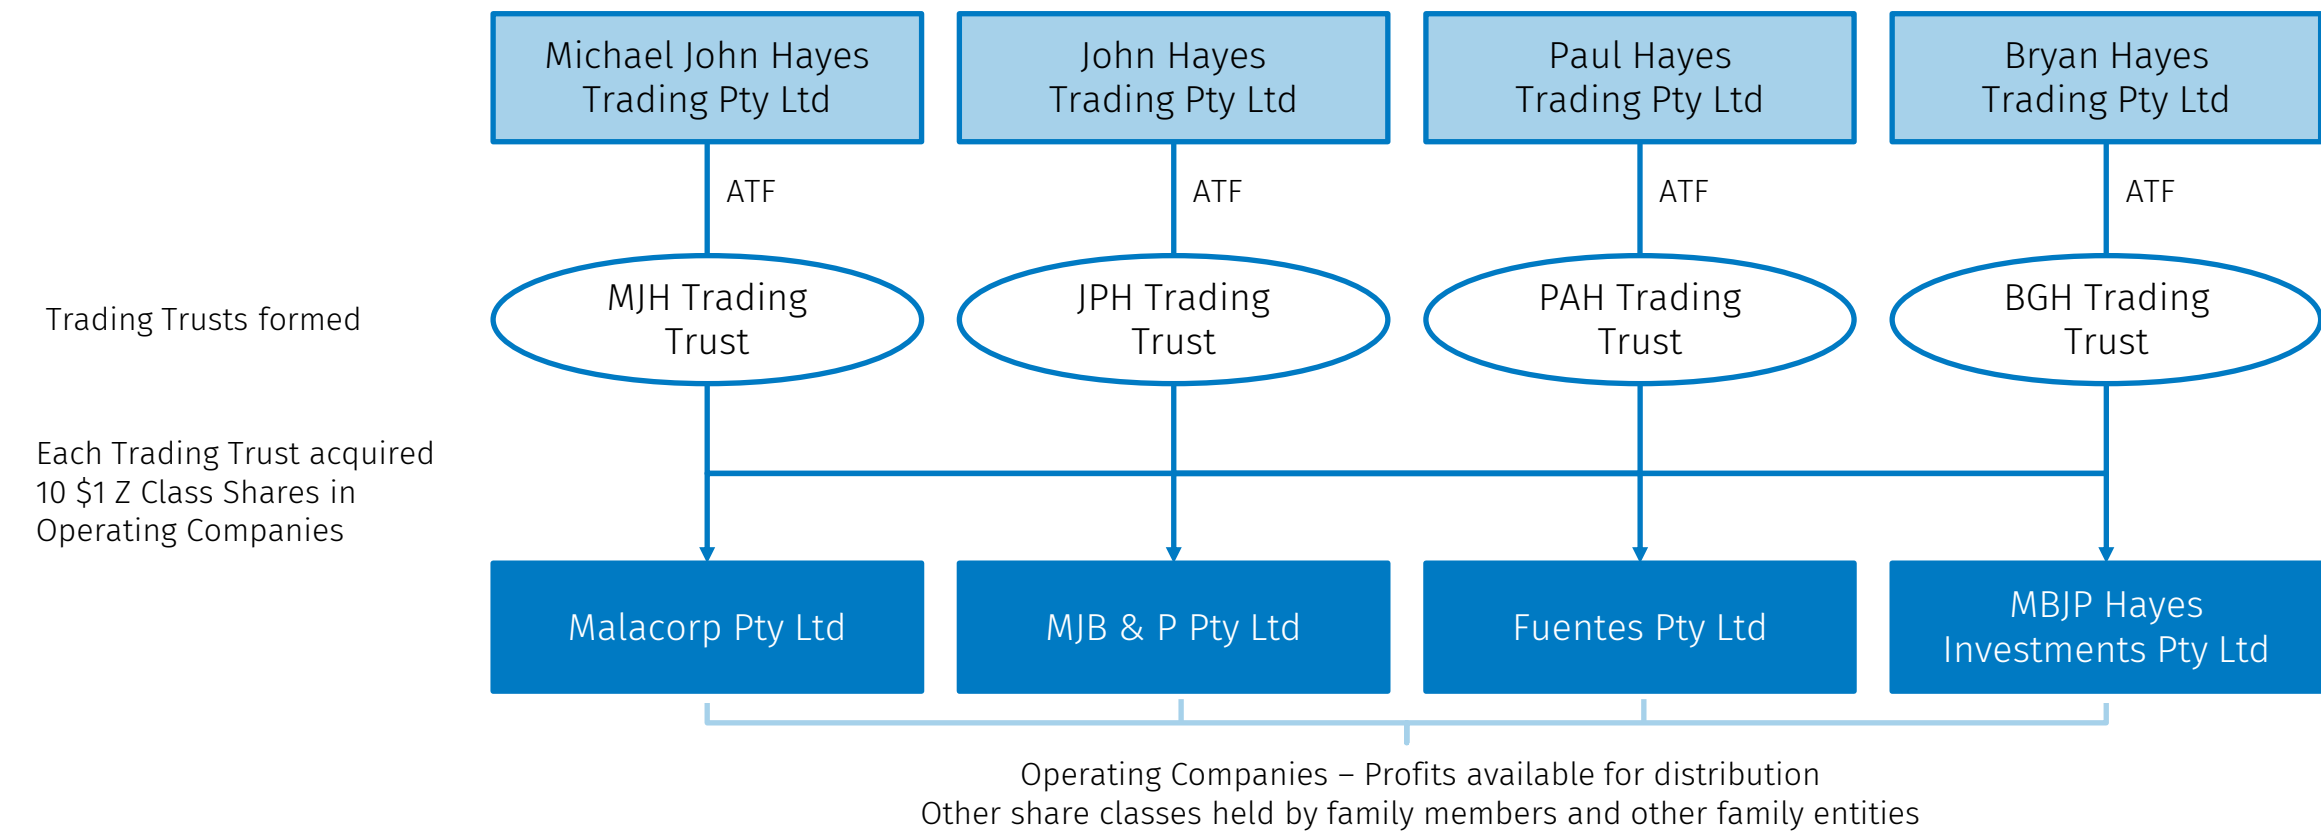 Michael John Hayes
Trading Pty Ltd
John Hayes
Trading Pty Ltd
Paul Hayes
Trading Pty Ltd
Bryan Hayes
Trading Pty Ltd
ATF
ATF
ATF
ATF
Trading Trusts formed
MJH Trading
Trust
JPH Trading
Trust
PAH Trading
Trust
BGH Trading
Trust
Each Trading Trust acquired
10 $1 Z Class Shares in
Operating Companies
Malacorp Pty Ltd
MJB & P Pty Ltd
Fuentes Pty Ltd
MBJP Hayes
Investments Pty Ltd
Operating Companies – Profits available for distribution
Other share classes held by family members and other family entities